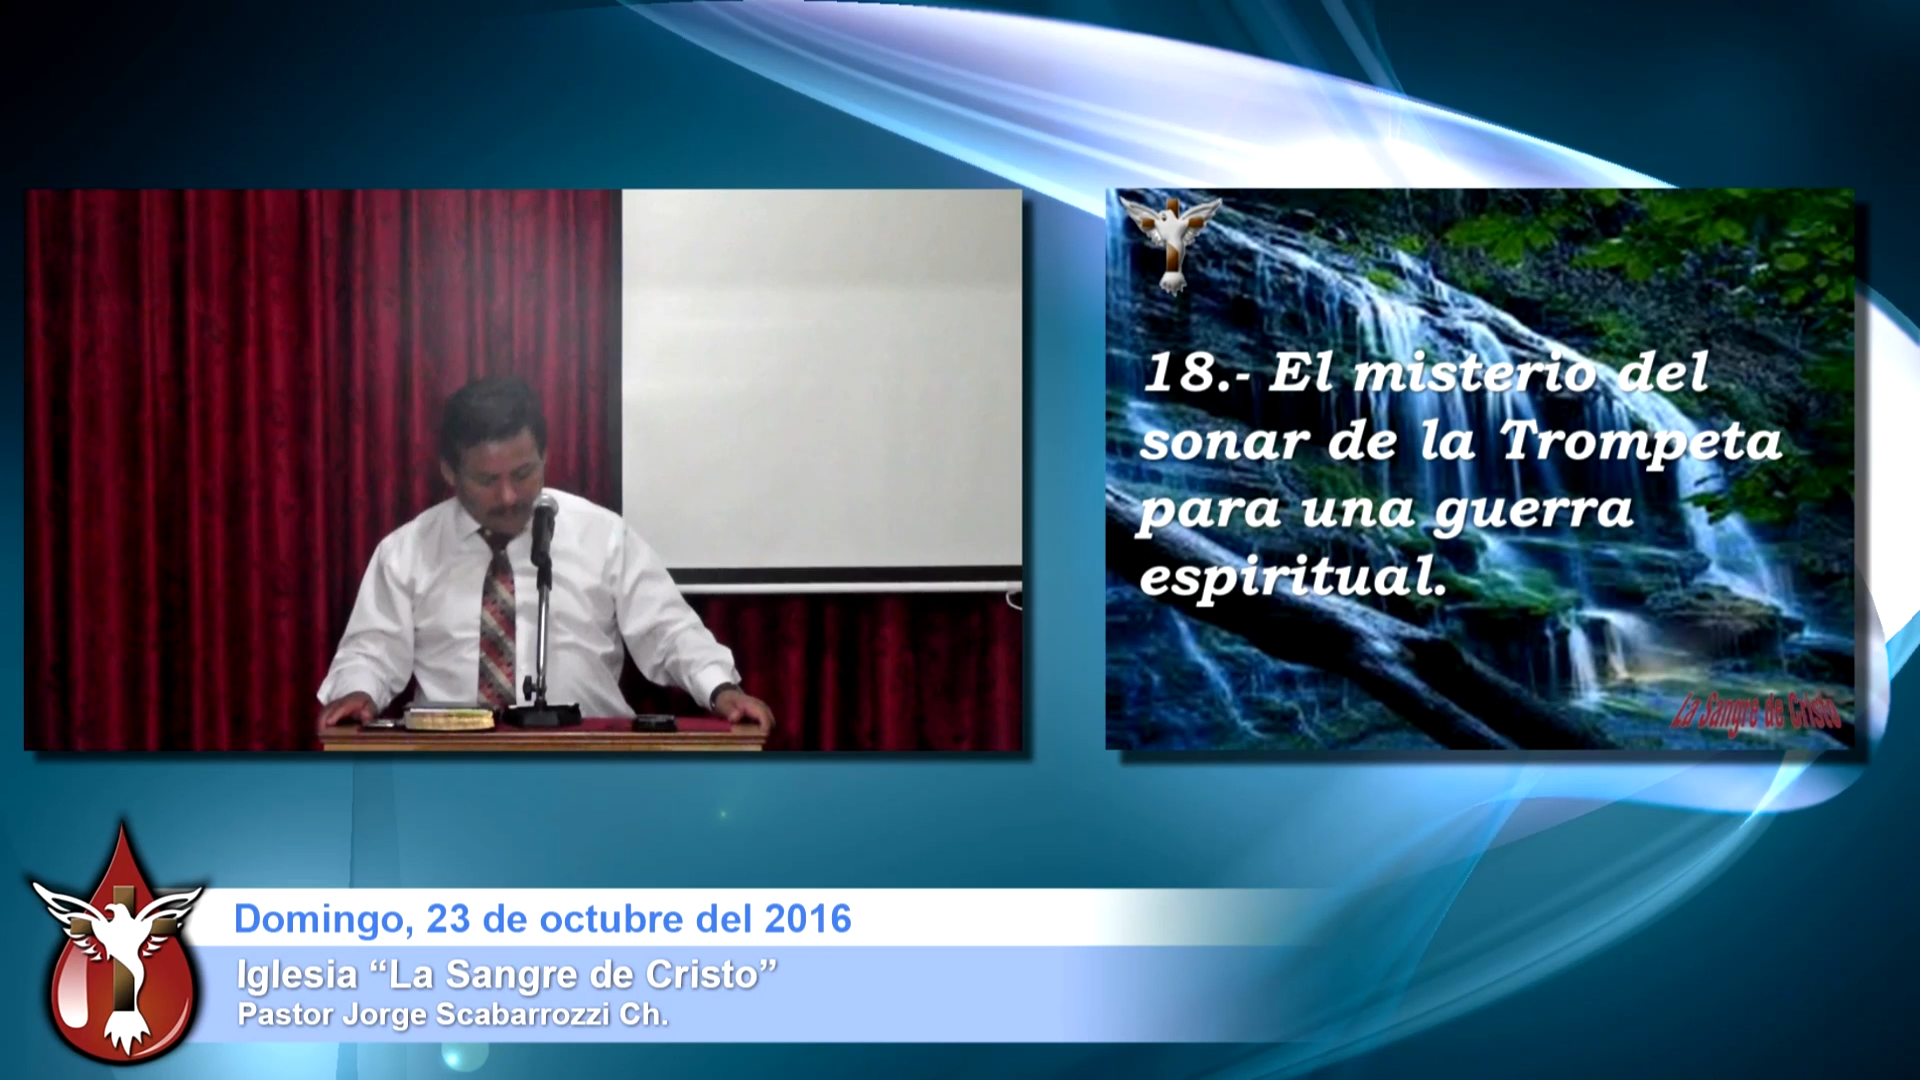 18.- El misterio del
sonar de la Trompeta
para una guerra
espiritual.
La Sangre de Cristo
Domingo, 23 de octubre del 2016
Iglesia “La Sangre de Cristo”
Pastor Jorge Scabarrozzi Ch.